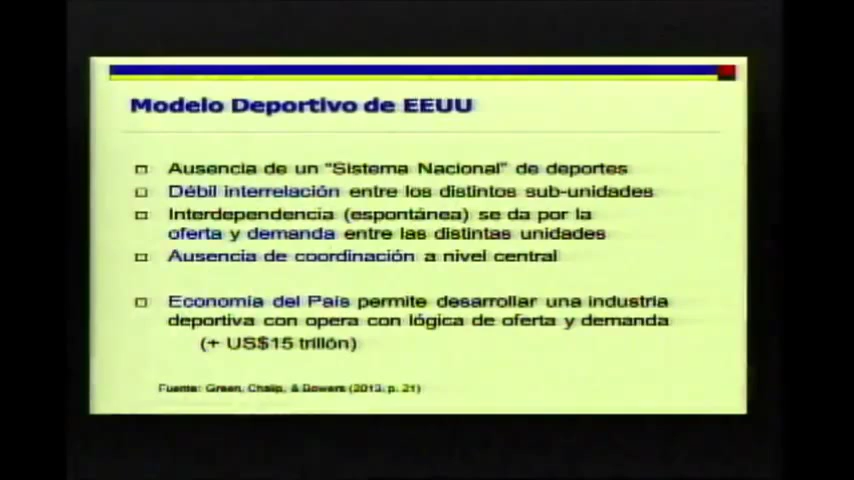 Modelo Deportivo de EEUU
Ausencia de un "Sistema Nacional" de deportes
Débil interrelación entre los distintos sub-unidades
Interdependencia (espontánea) se da por la
oferta y demanda entre las distintas unidades
Ausencia de coordinación a nivel central
Economía del País permite desarrollar una industria
deportiva con opera con lógica de oferta y demanda
(+ US$15 trillón)
Fuente: Green, Chalip, & Bowers (2013, p. 21)